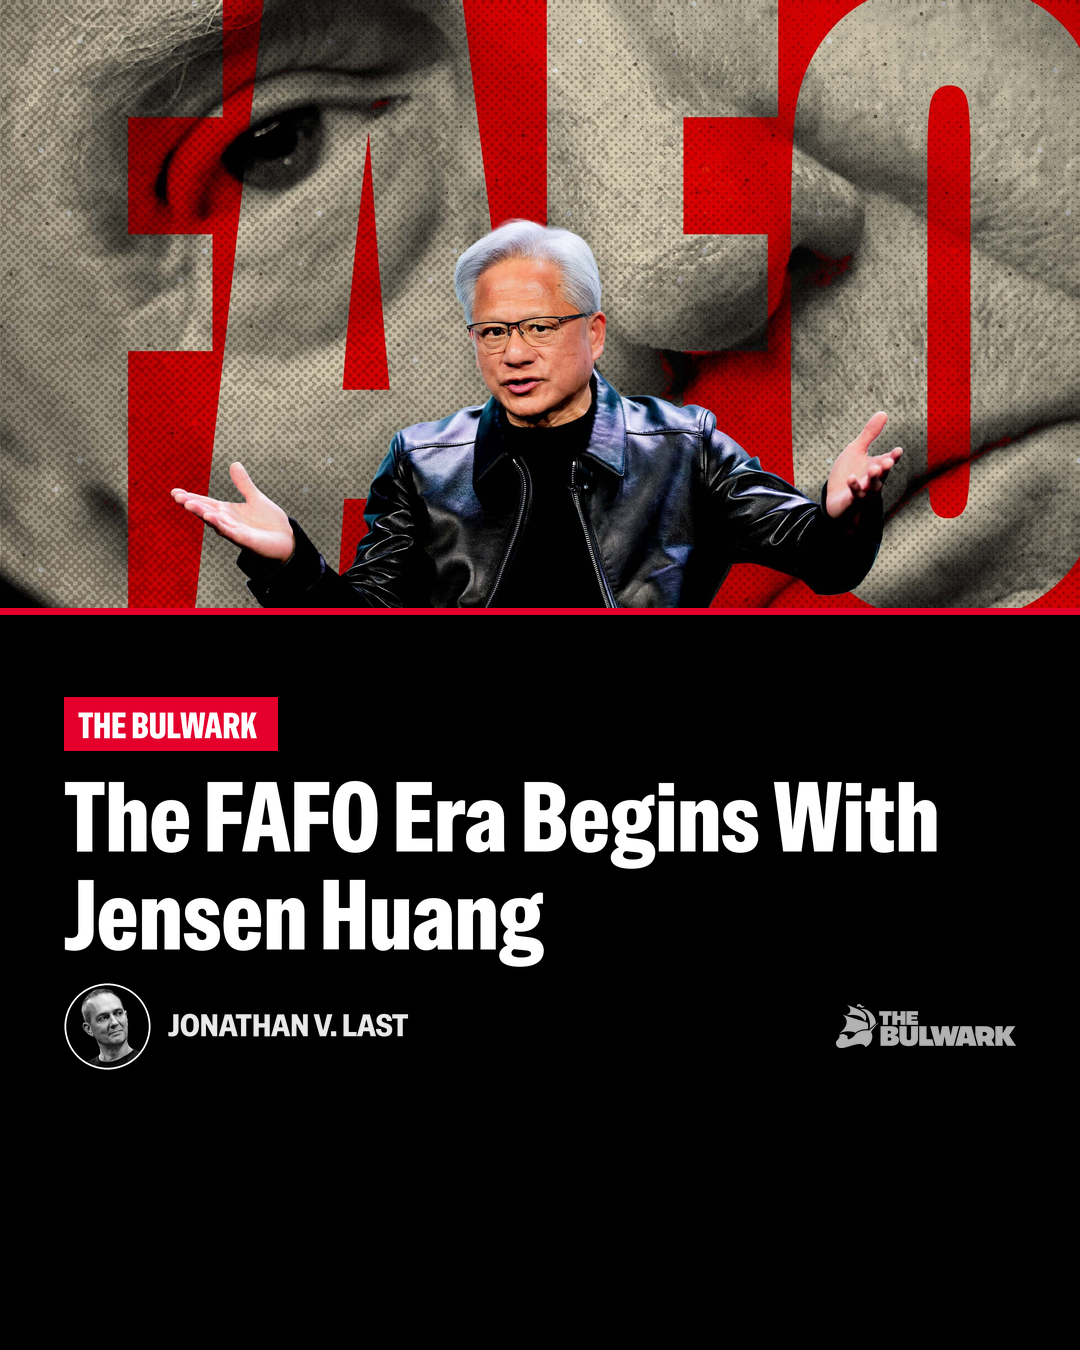 FAFO
THE BULWARK
The FAFO Era Begins With
Jensen Huang
JONATHAN V. LAST
THE
BULWARK